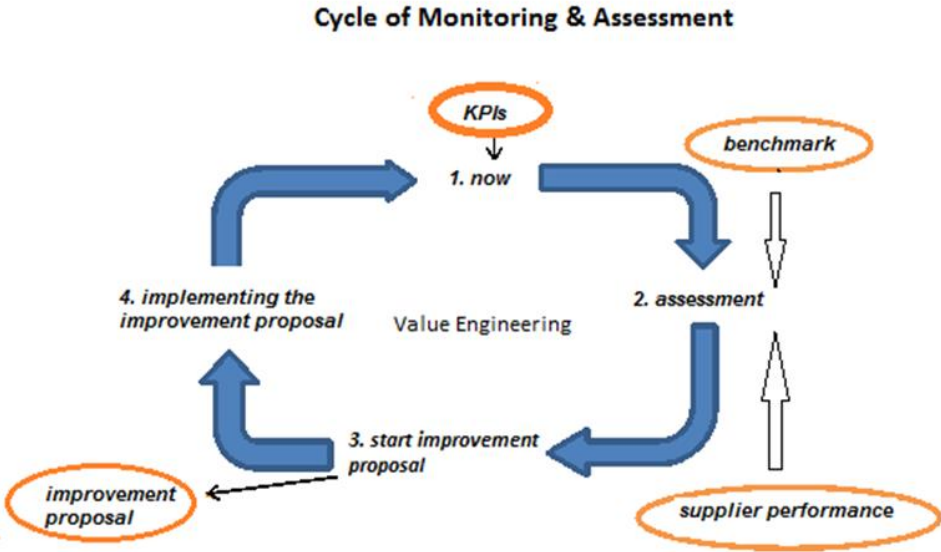 Cycle of Monitoring & Assessment
KPIs
benchmark
1. now
4. implementing the
improvement proposal
2. assessment
Value Engineering
3. start improvement
proposal
improvement
proposal
supplier performance